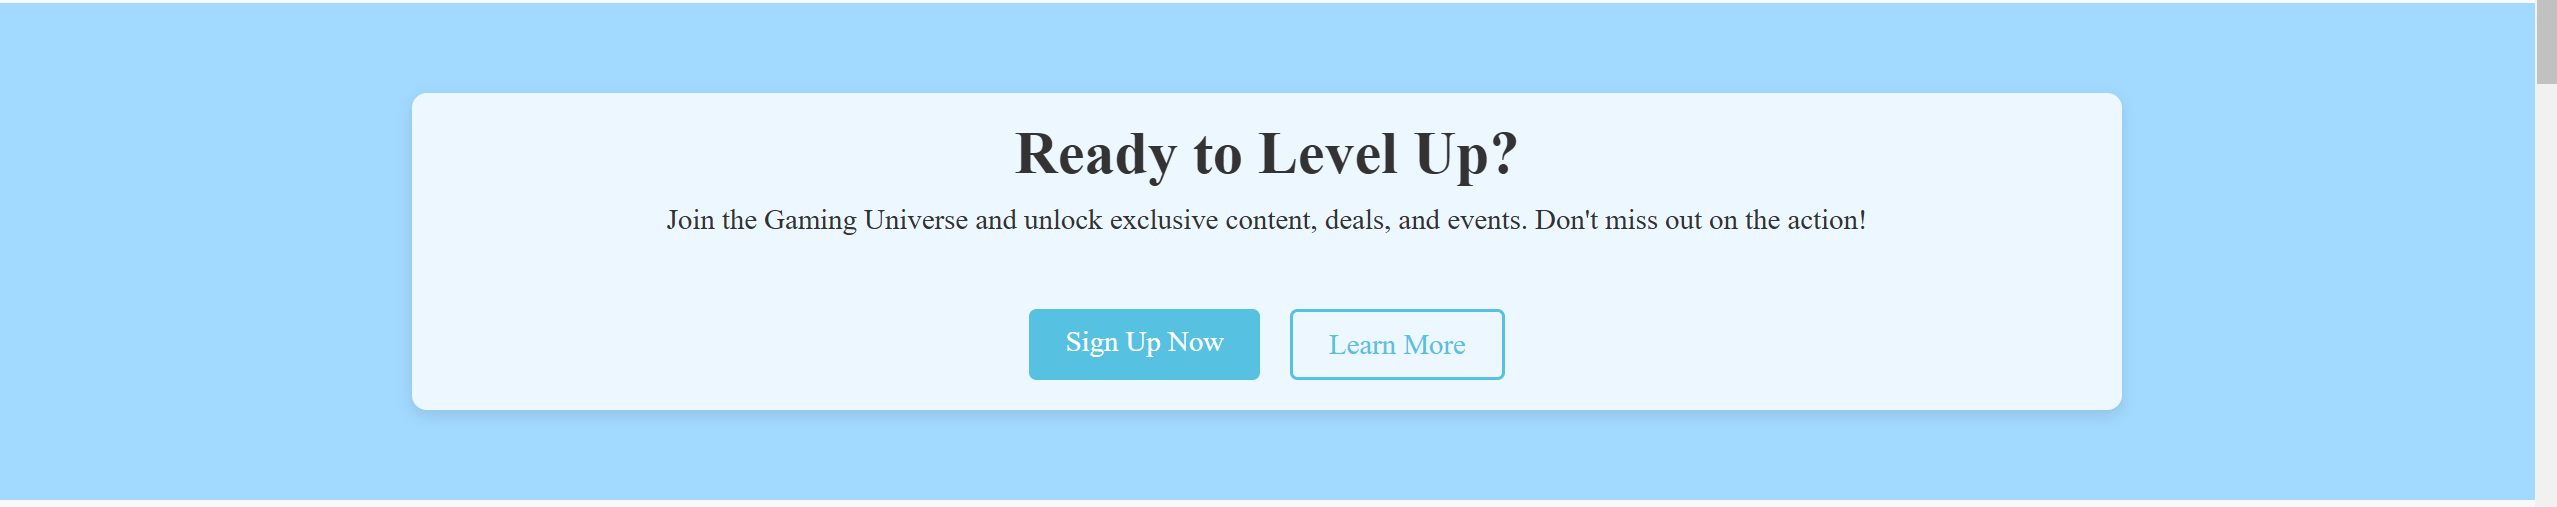 Ready to Level Up?
Join the Gaming Universe and unlock exclusive content, deals, and events. Don't miss out on the action!
Sign Up Now
Learn More